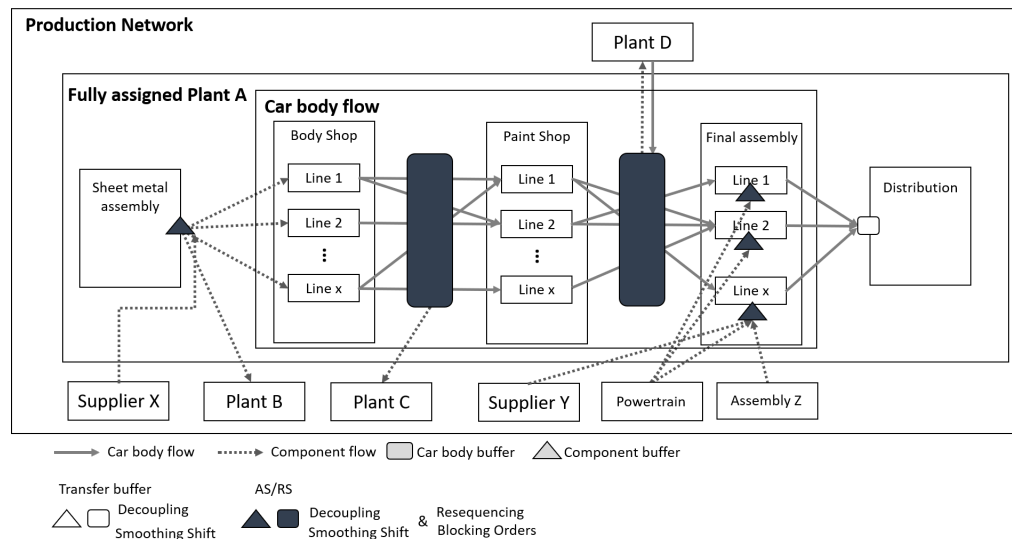 Production Network
Plant D
Fully assigned Plant A
Car body flow
Body Shop
Paint Shop
Final assembly
Sheet metal
assembly
Line 1
Line 2
Line x
Line 1
Line 2
Line x
Line 1
Line 2
Line x
Distribution
Supplier X
Plant B
Plant C
Supplier Y
Powertrain
Assembly Z
Car body flow
Component flow
Car body buffer
Component buffer
Transfer buffer
Decoupling
Smoothing Shift
AS/RS
Decoupling
Smoothing Shift
&
Resequencing
Blocking Orders